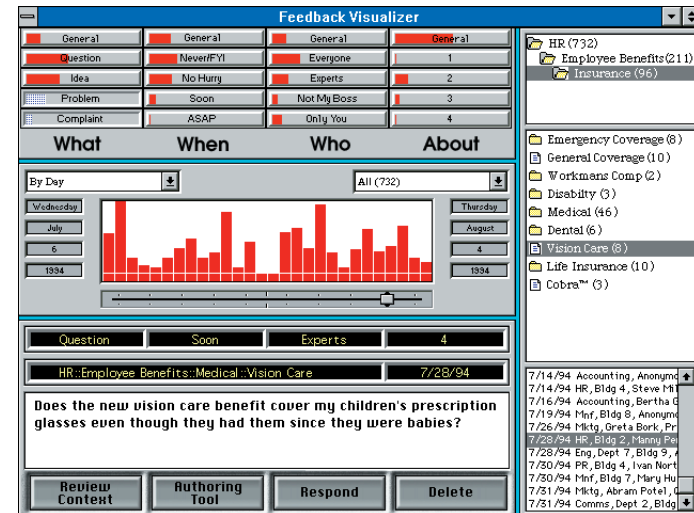 Feedback Visualizer
General General General General
Question Never/FYI Everyone 1
Idea No Hurry Experts 2
Problem Soon Not My Boss 3
Complaint ASAP Only You 4
What When Who About
By Day All (732)
Wednesday Thursday
July August
6 4
1994 1994
Question Soon Experts 4
HR::Employee Benefits::Medical::Vision Care 7/28/94
Does the new vision care benefit cover my children's prescription
glasses even though they had them since they were babies?
Review Context Authoring Tool Respond Delete
HR (732)
Employee Benefits(211)
Insurance (96)
Emergency Coverage (8)
General Coverage (10)
Workmans Comp (2)
Disabilty (3)
Medical (46)
Dental (6)
Vision Care (8)
Life Insurance (10)
Cobra™ (3)
7/14/94 Accounting, Anonymo
7/14/94 HR, Bldg 4, Steve Mil
7/16/94 Accounting, Bertha G
7/19/94 Mnf, Bldg 8, Anonymo
7/26/94 Mktg, Greta Bork, Pr
7/28/94 HR, Bldg 2, Manny Pe
7/28/94 Eng, Dept 7, Bldg 9,
7/30/94 PR, Bldg 4, Ivan Nort
7/30/94 Mnf, Bldg 7, Mary Hu
7/31/94 Mktg, Abram Potel,
7/31/94 Comms, Dept 2, Bldg